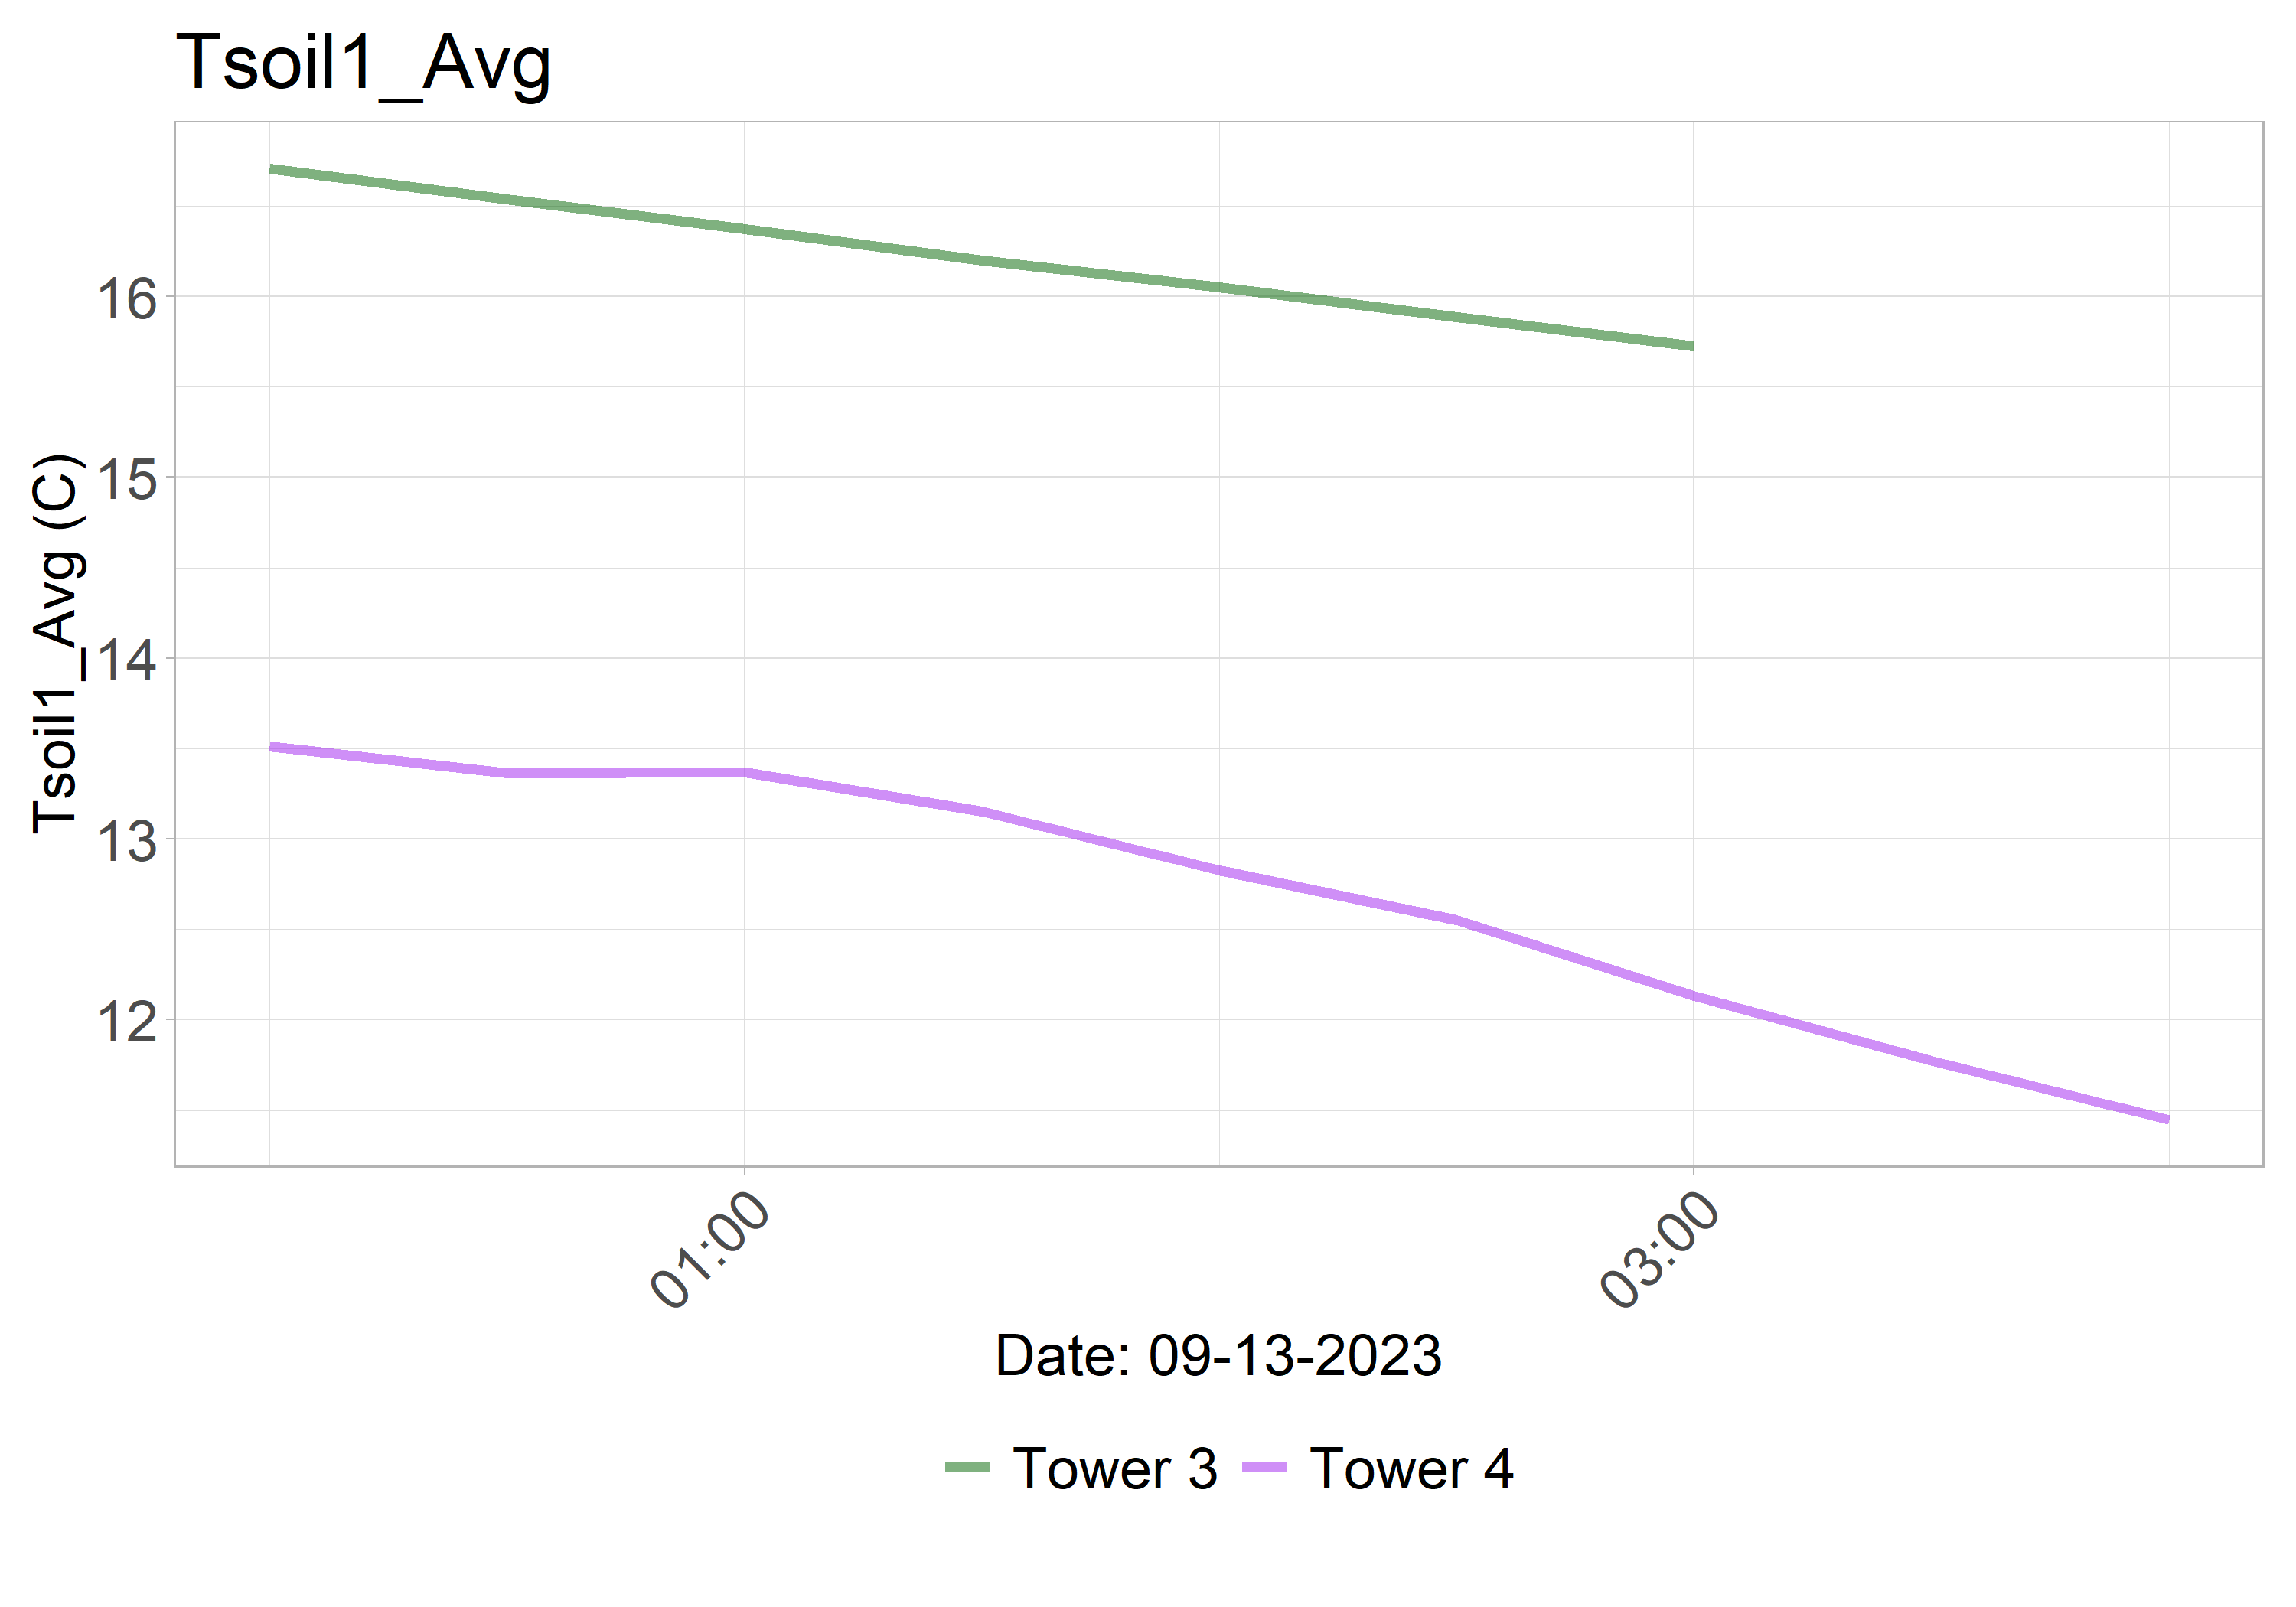 Tsoil1_Avg
Tsoil1_Avg (C)
16
15
14
13
12
01:00
03:00
Date: 09-13-2023
Tower 3
Tower 4